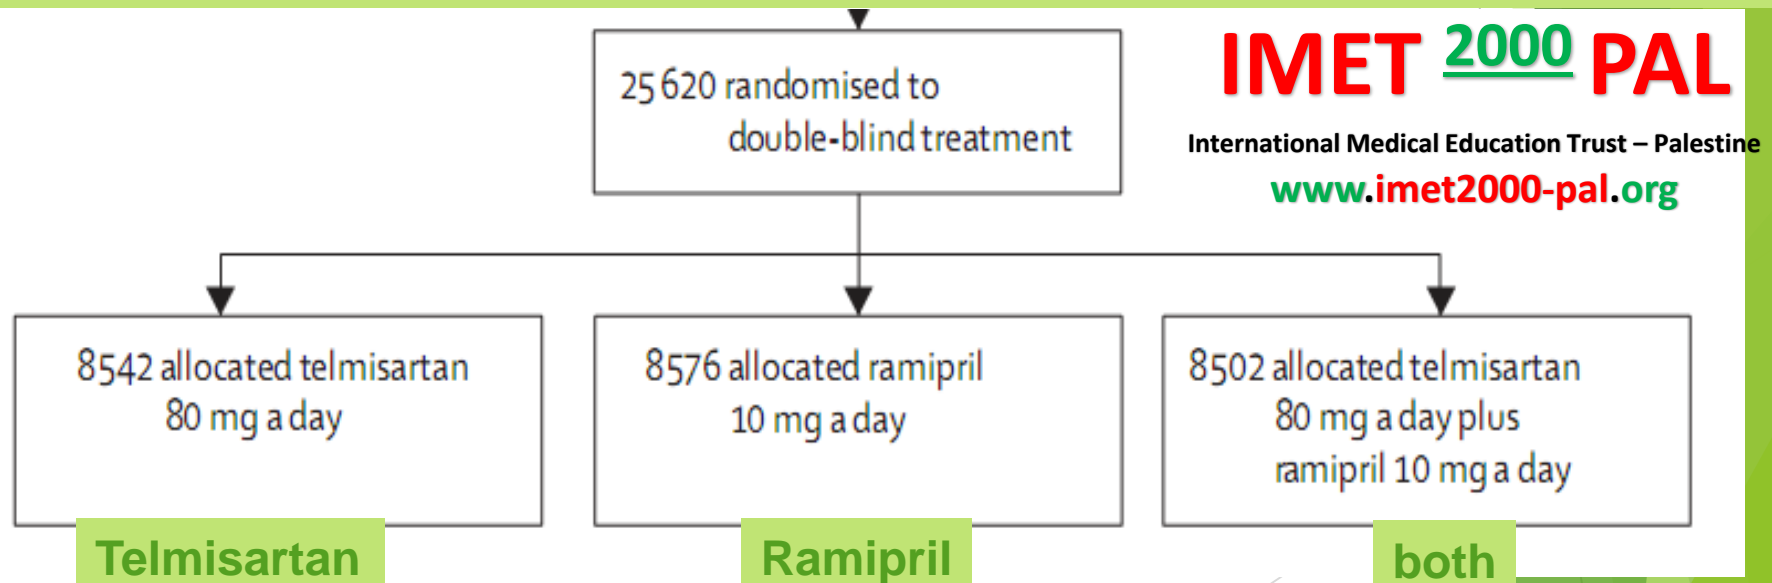 25 620 randomised to
double-blind treatment
IMET 2000 PAL
International Medical Education Trust – Palestine
www.imet2000-pal.org
8542 allocated telmisartan
80 mg a day
8576 allocated ramipril
10 mg a day
8502 allocated telmisartan
80 mg a day plus
ramipril 10 mg a day
Telmisartan
Ramipril
both